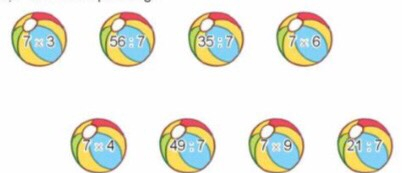 7 x 3 56 : 7 35 : 7 7 x 6
7 x 4 49 : 7 7 x 9 21 : 7